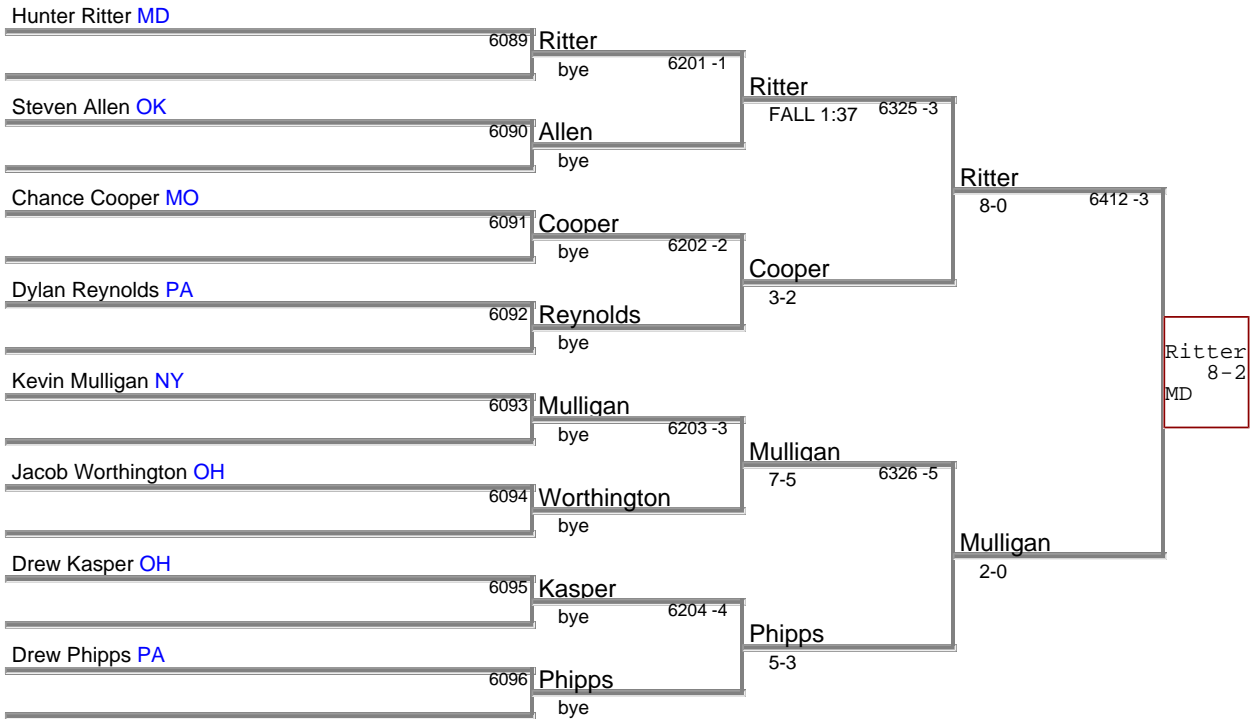 Hunter Ritter MD
6089 Ritter
bye 6201 -1
Ritter
Steven Allen OK
FALL 1:37 6325 -3
6090 Allen
bye
Ritter
Chance Cooper MO
8-0 6412 -3
6091 Cooper
bye 6202 -2
Cooper
Dylan Reynolds PA
3-2
6092 Reynolds
bye
Ritter
8-2
MD
Kevin Mulligan NY
6093 Mulligan
bye 6203 -3
Mulligan
Jacob Worthington OH
7-5 6326 -5
6094 Worthington
bye
Mulligan
Drew Kasper OH
2-0
6095 Kasper
bye 6204 -4
Phipps
Drew Phipps PA
5-3
6096 Phipps
bye